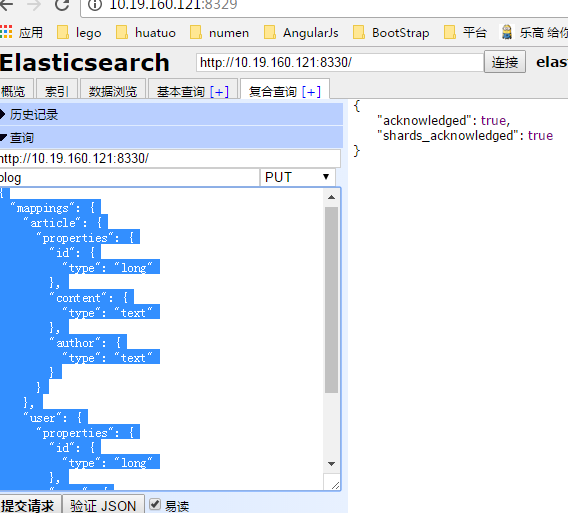 10.19.160.121:8329
应用 lego huatuo numen AngularJs BootStrap 平台 乐高 给你
Elasticsearch http://10.19.160.121:8330/ 连接 elas
概览 索引 数据浏览 基本查询 [+] 复合查询 [+]
历史记录
查询
http://10.19.160.121:8330/
blog PUT
{
"mappings": {
"article": {
"properties": {
"id": {
"type": "long"
},
"content": {
"type": "text"
},
"author": {
"type": "text"
}
}
},
"user": {
"properties": {
"id": {
"type": "long"
},
提交请求 验证 JSON 易读
{
"acknowledged": true,
"shards_acknowledged": true
}